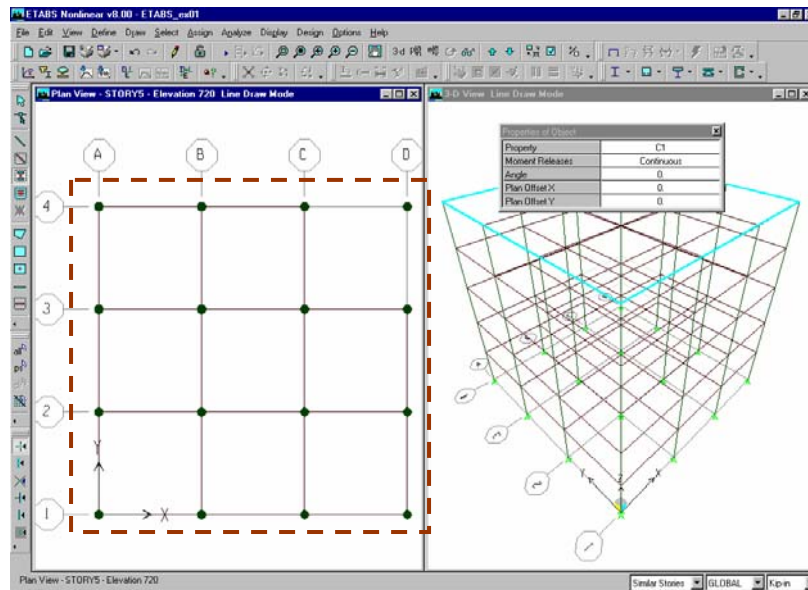 ETABS Nonlinear v8.00 - ETABS_ex01
File Edit View Define Draw Select Assign Analyze Display Design Options Help
3-d
Plan View - STORY5 - Elevation 720 Line Draw Mode
3-D View Line Draw Mode
Properties of Object
Property C1
Moment Releases Continuous
Angle 0.
Plan Offset X 0.
Plan Offset Y 0.
A B C D
4
3
2
1
Y
X
Y Z X
2
1
Plan View - STORY5 - Elevation 720
Similar Stories GLOBAL Kip-in